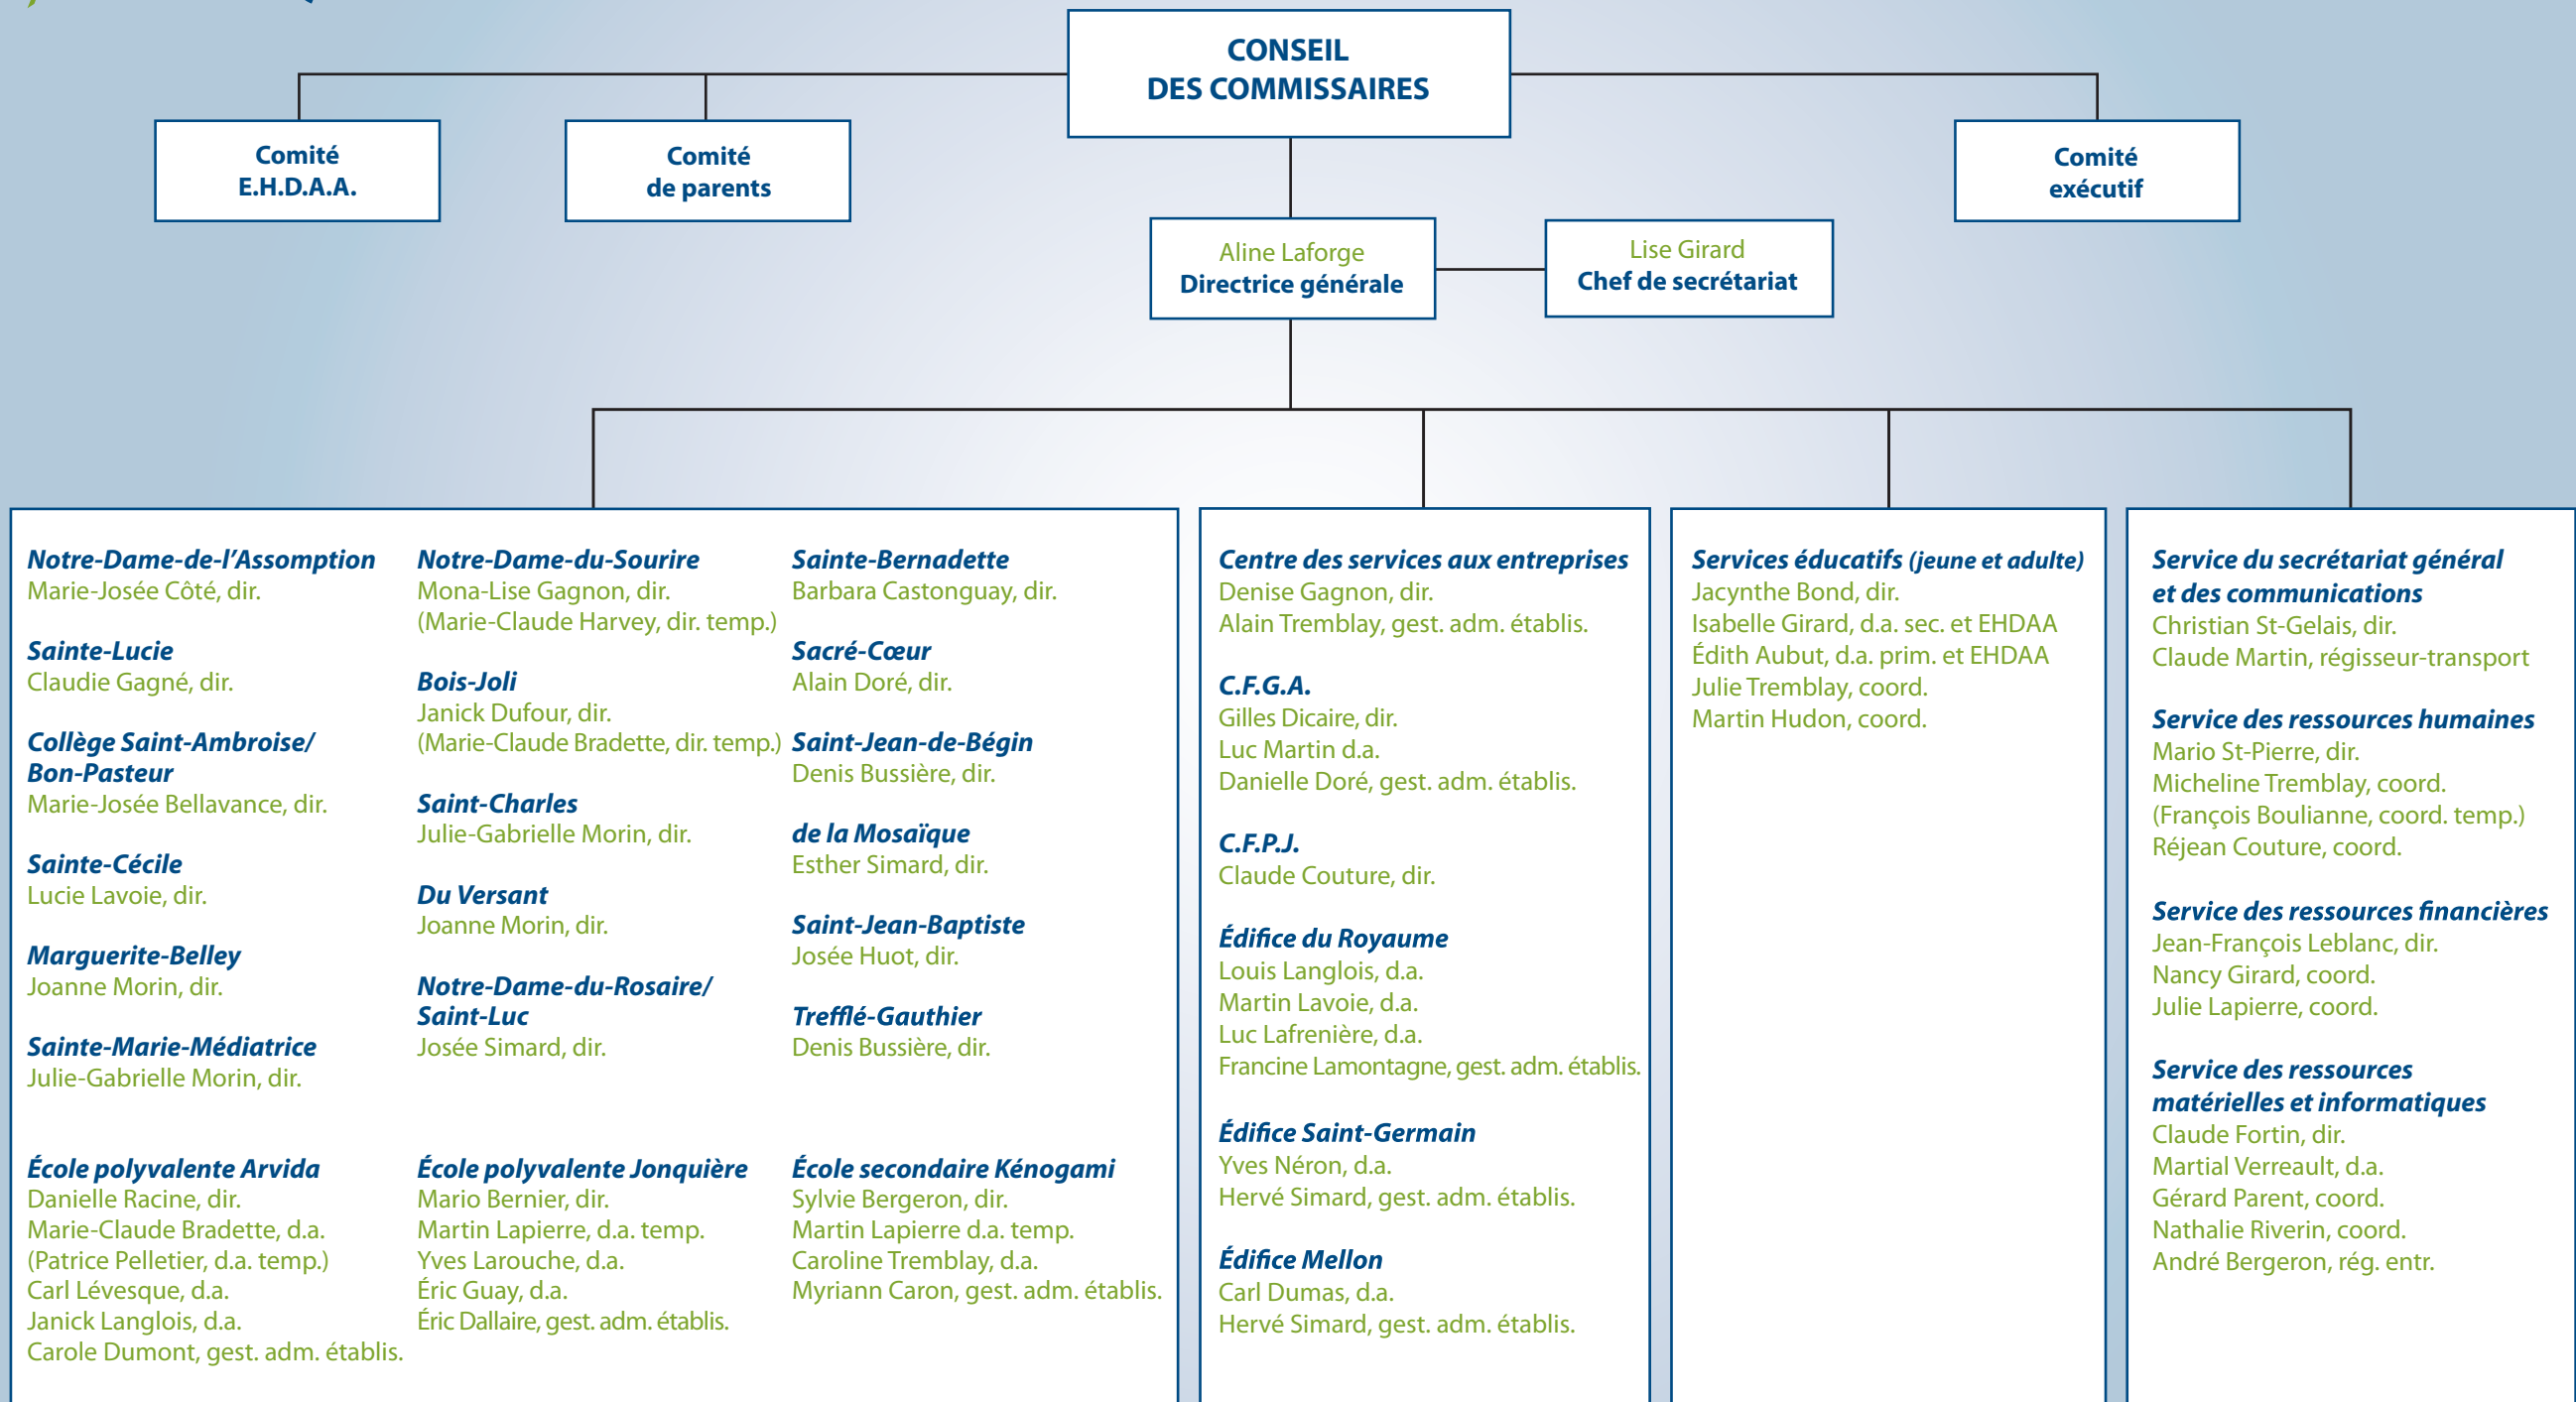 CONSEIL
DES COMMISSAIRES
Comité
E.H.D.A.A.
Comité
de parents
Comité
exécutif
Aline Laforge
Directrice générale
Lise Girard
Chef de secrétariat
Notre-Dame-de-l’Assomption
Marie-Josée Côté, dir.
Sainte-Lucie
Claudie Gagné, dir.
Collège Saint-Ambroise/
Bon-Pasteur
Marie-Josée Bellavance, dir.
Sainte-Cécile
Lucie Lavoie, dir.
Marguerite-Belley
Joanne Morin, dir.
Sainte-Marie-Médiatrice
Julie-Gabrielle Morin, dir.
École polyvalente Arvida
Danielle Racine, dir.
Marie-Claude Bradette, d.a.
(Patrice Pelletier, d.a. temp.)
Carl Lévesque, d.a.
Janick Langlois, d.a.
Carole Dumont, gest. adm. établis.
Notre-Dame-du-Sourire
Mona-Lise Gagnon, dir.
(Marie-Claude Harvey, dir. temp.)
Bois-Joli
Janick Dufour, dir.
(Marie-Claude Bradette, dir. temp.)
Saint-Charles
Julie-Gabrielle Morin, dir.
Du Versant
Joanne Morin, dir.
Notre-Dame-du-Rosaire/
Saint-Luc
Josée Simard, dir.
École polyvalente Jonquière
Mario Bernier, dir.
Martin Lapierre, d.a. temp.
Yves Larouche, d.a.
Éric Guay, d.a.
Éric Dallaire, gest. adm. établis.
Sainte-Bernadette
Barbara Castonguay, dir.
Sacré-Cœur
Alain Doré, dir.
Saint-Jean-de-Bégin
Denis Bussière, dir.
de la Mosaïque
Esther Simard, dir.
Saint-Jean-Baptiste
Josée Huot, dir.
Trefflé-Gauthier
Denis Bussière, dir.
École secondaire Kénogami
Sylvie Bergeron, dir.
Martin Lapierre d.a. temp.
Caroline Tremblay, d.a.
Myriann Caron, gest. adm. établis.
Centre des services aux entreprises
Denise Gagnon, dir.
Alain Tremblay, gest. adm. établis.
C.F.G.A.
Gilles Dicaire, dir.
Luc Martin d.a.
Danielle Doré, gest. adm. établis.
C.F.P.J.
Claude Couture, dir.
Édifice du Royaume
Louis Langlois, d.a.
Martin Lavoie, d.a.
Luc Lafrenière, d.a.
Francine Lamontagne, gest. adm. établis.
Édifice Saint-Germain
Yves Néron, d.a.
Hervé Simard, gest. adm. établis.
Édifice Mellon
Carl Dumas, d.a.
Hervé Simard, gest. adm. établis.
Services éducatifs (jeune et adulte)
Jacynthe Bond, dir.
Isabelle Girard, d.a. sec. et EHDAA
Édith Aubut, d.a. prim. et EHDAA
Julie Tremblay, coord.
Martin Hudon, coord.
Service du secrétariat général
et des communications
Christian St-Gelais, dir.
Claude Martin, régisseur-transport
Service des ressources humaines
Mario St-Pierre, dir.
Micheline Tremblay, coord.
(François Boulianne, coord. temp.)
Réjean Couture, coord.
Service des ressources financières
Jean-François Leblanc, dir.
Nancy Girard, coord.
Julie Lapierre, coord.
Service des ressources
matérielles et informatiques
Claude Fortin, dir.
Martial Verreault, d.a.
Gérard Parent, coord.
Nathalie Riverin, coord.
André Bergeron, rég. entr.